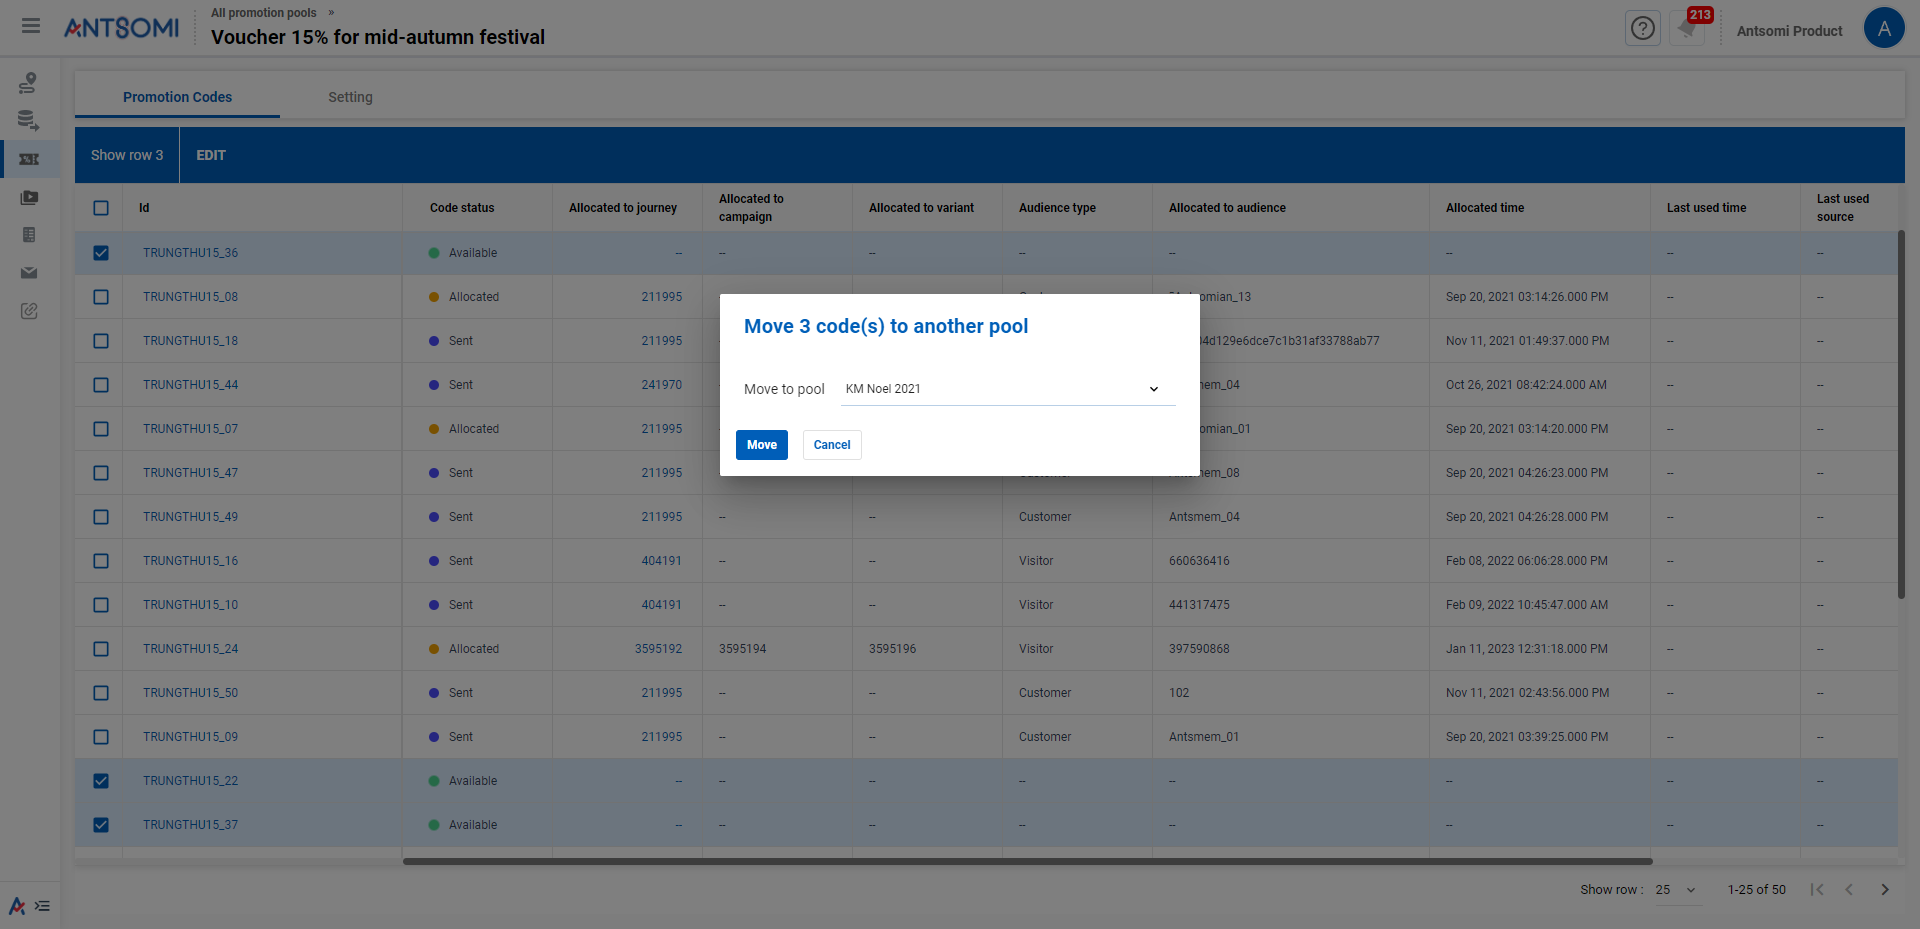 ANTSOMI
All promotion pools »
Voucher 15% for mid-autumn festival
213
Antsomi Product
A
Promotion Codes
Setting
Show row 3
EDIT
Id
Code status
Allocated to journey
Allocated to
campaign
Allocated to variant
Audience type
Allocated to audience
Allocated time
Last used time
Last used
source
TRUNGTHU15_36 Available -- -- -- -- -- -- -- --
TRUNGTHU15_08 Allocated 211995 omian_13 Sep 20, 2021 03:14:26.000 PM -- --
TRUNGTHU15_18 Sent 211995 4d129e6dce7c1b31af33788ab77 Nov 11, 2021 01:49:37.000 PM -- --
TRUNGTHU15_44 Sent 241970 em_04 Oct 26, 2021 08:42:24.000 AM -- --
TRUNGTHU15_07 Allocated 211995 omian_01 Sep 20, 2021 03:14:20.000 PM -- --
TRUNGTHU15_47 Sent 211995 em_08 Sep 20, 2021 04:26:23.000 PM -- --
TRUNGTHU15_49 Sent 211995 -- -- Customer Antsmem_04 Sep 20, 2021 04:26:28.000 PM -- --
TRUNGTHU15_16 Sent 404191 -- -- Visitor 660636416 Feb 08, 2022 06:06:28.000 PM -- --
TRUNGTHU15_10 Sent 404191 -- -- Visitor 441317475 Feb 09, 2022 10:45:47.000 AM -- --
TRUNGTHU15_24 Allocated 3595192 3595194 3595196 Visitor 397590868 Jan 11, 2023 12:31:18.000 PM -- --
TRUNGTHU15_50 Sent 211995 -- -- Customer 102 Nov 11, 2021 02:43:56.000 PM -- --
TRUNGTHU15_09 Sent 211995 -- -- Customer Antsmem_01 Sep 20, 2021 03:39:25.000 PM -- --
TRUNGTHU15_22 Available -- -- -- -- -- -- -- --
TRUNGTHU15_37 Available -- -- -- -- -- -- -- --
Move 3 code(s) to another pool
Move to pool KM Noel 2021
Move
Cancel
Show row : 25 1-25 of 50